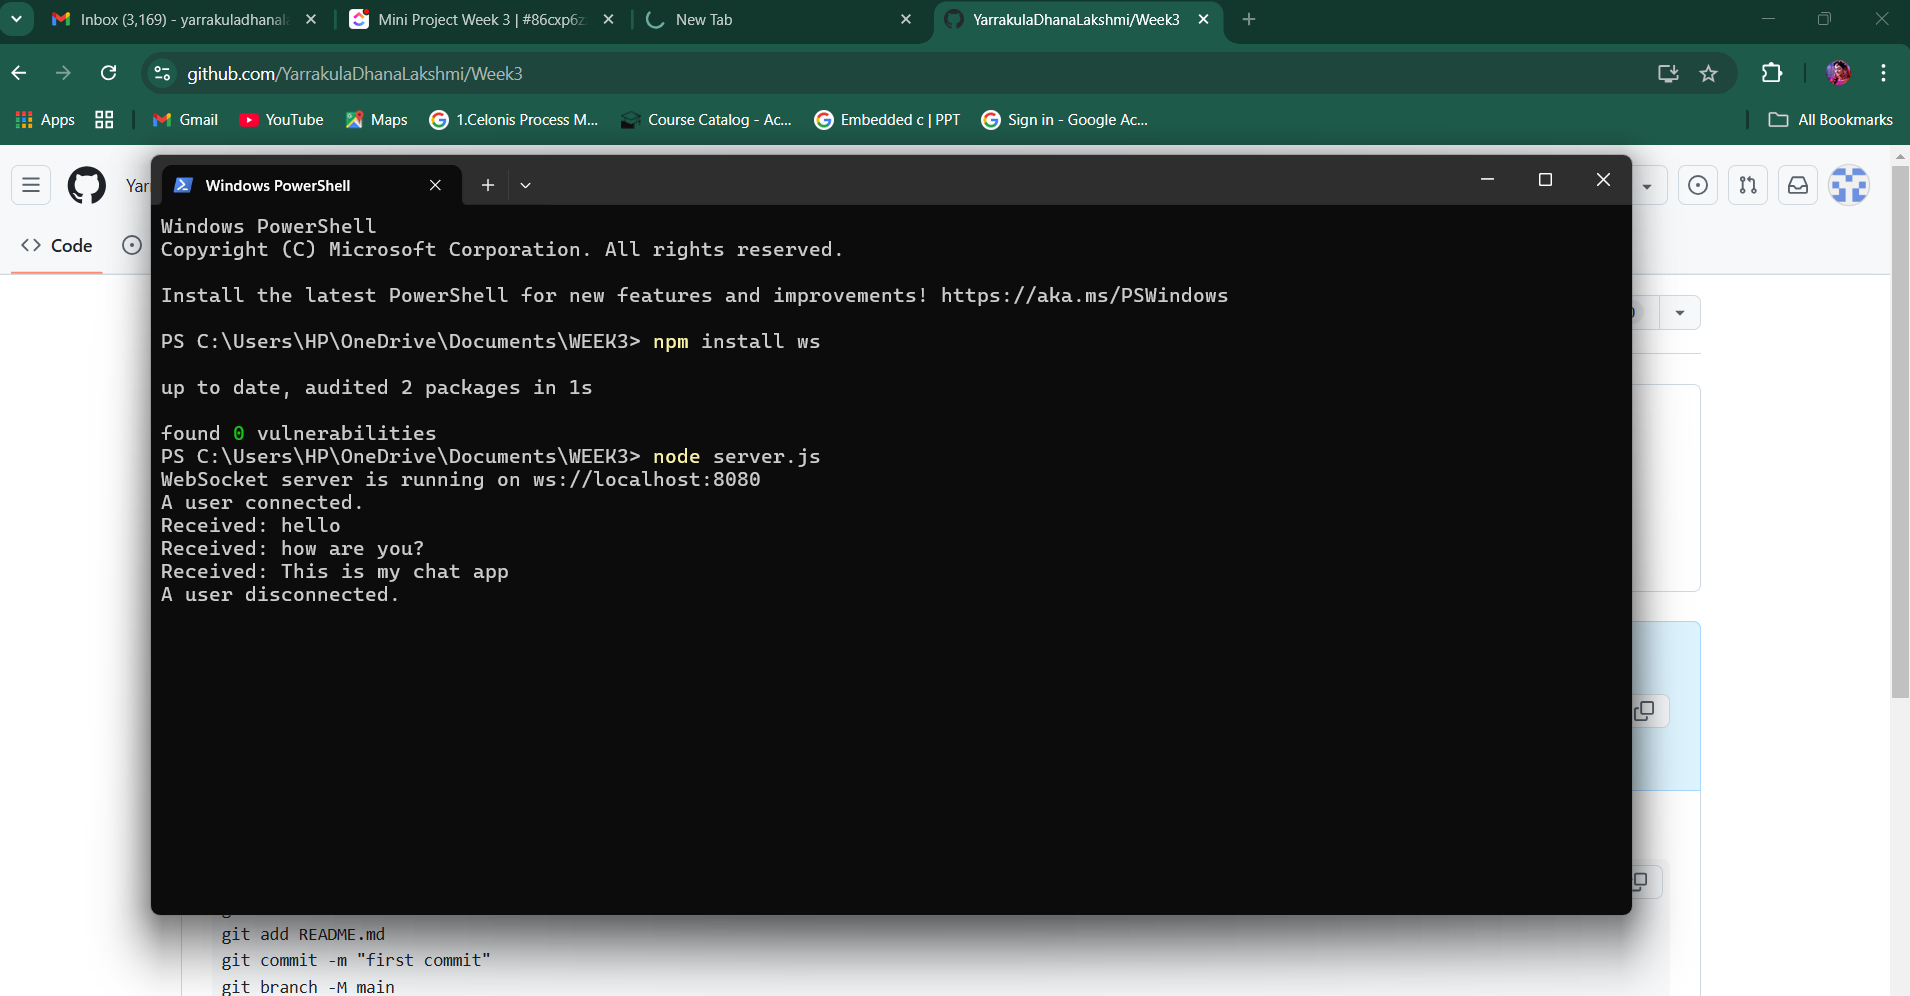 Inbox (3,169) - yarrakuladhanal
Mini Project Week 3 | #86cxp6z
New Tab
YarrakulaDhanaLakshmi/Week3
github.com/YarrakulaDhanaLakshmi/Week3
Apps
Gmail
YouTube
Maps
1.Celonis Process M...
Course Catalog - Ac...
Embedded c | PPT
Sign in - Google Ac...
All Bookmarks
Yar
Code
Windows PowerShell
Windows PowerShell
Copyright (C) Microsoft Corporation. All rights reserved.
Install the latest PowerShell for new features and improvements! https://aka.ms/PSWindows
PS C:\Users\HP\OneDrive\Documents\WEEK3> npm install ws
up to date, audited 2 packages in 1s
found 0 vulnerabilities
PS C:\Users\HP\OneDrive\Documents\WEEK3> node server.js
WebSocket server is running on ws://localhost:8080
A user connected.
Received: hello
Received: how are you?
Received: This is my chat app
A user disconnected.
git add README.md
git commit -m "first commit"
git branch -M main